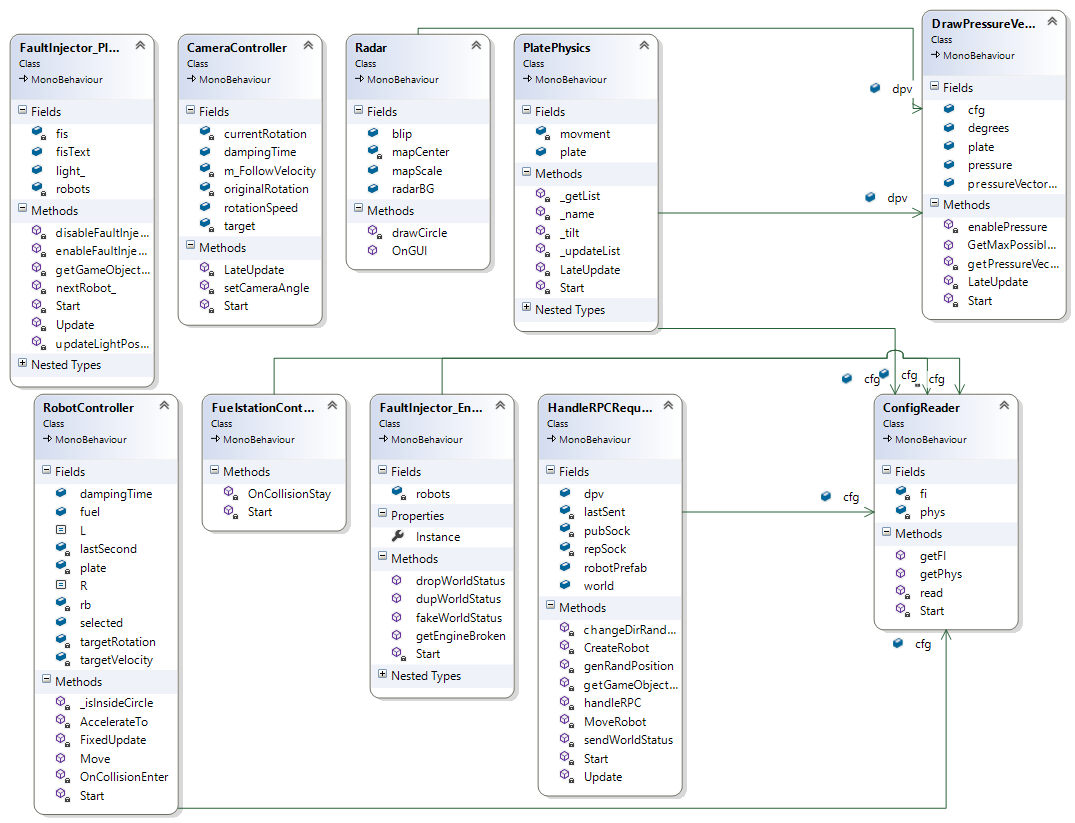 FaultInjector_Pl...
Class
MonoBehaviour
Fields
fis
fisText
light_
robots
Methods
disableFaultInje...
enableFaultInje...
getGameObject...
nextRobot_
Start
Update
updateLightPos...
Nested Types
CameraController
Class
MonoBehaviour
Fields
currentRotation
dampingTime
m_FollowVelocity
originalRotation
rotationSpeed
target
Methods
LateUpdate
setCameraAngle
Start
Radar
Class
MonoBehaviour
Fields
blip
mapCenter
mapScale
radarBG
Methods
drawCircle
OnGUI
PlatePhysics
Class
MonoBehaviour
Fields
movment
plate
Methods
_getList
_name
_tilt
_updateList
LateUpdate
Start
Nested Types
dpv
dpv
DrawPressureVe...
Class
MonoBehaviour
Fields
cfg
degrees
plate
pressure
pressureVector...
Methods
enablePressure
GetMaxPossibl...
getPressureVec...
LateUpdate
Start
RobotController
Class
MonoBehaviour
Fields
dampingTime
fuel
L
lastSecond
plate
R
rb
selected
targetRotation
targetVelocity
Methods
_isInsideCircle
AccelerateTo
FixedUpdate
Move
OnCollisionEnter
Start
FuelstationCont...
Class
MonoBehaviour
Methods
OnCollisionStay
Start
FaultInjector_En...
Class
MonoBehaviour
Fields
robots
Properties
Instance
Methods
dropWorldStatus
dupWorldStatus
fakeWorldStatus
getEngineBroken
Start
Nested Types
HandleRPCRequ...
Class
MonoBehaviour
Fields
dpv
lastSent
pubSock
repSock
robotPrefab
world
Methods
changeDirRand...
CreateRobot
genRandPosition
getGameObject...
handleRPC
MoveRobot
sendWorldStatus
Start
Update
cfg
cfg
cfg
cfg
cfg
ConfigReader
Class
MonoBehaviour
Fields
fi
phys
Methods
getFI
getPhys
read
Start